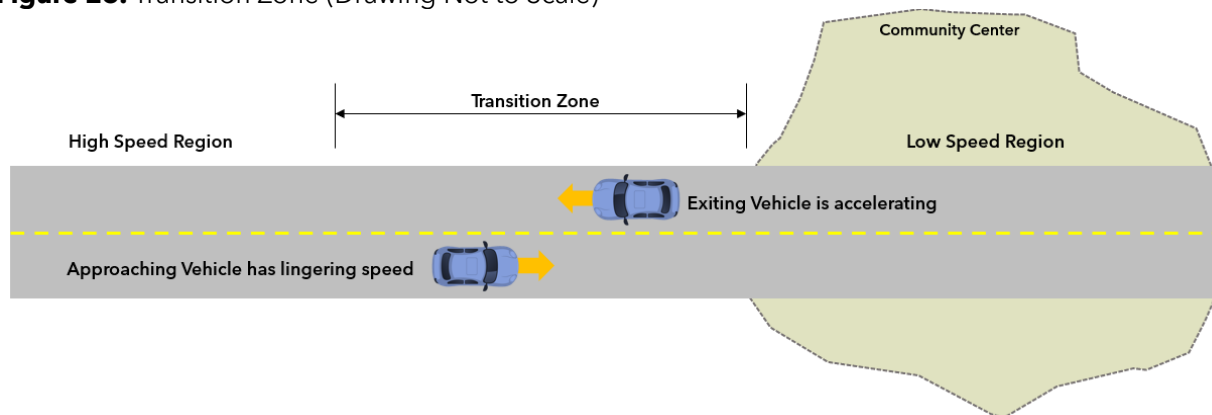 Transition Zone (Drawing Not to Scale)
Community Center
Transition Zone
High Speed Region
Low Speed Region
Exiting Vehicle is accelerating
Approaching Vehicle has lingering speed